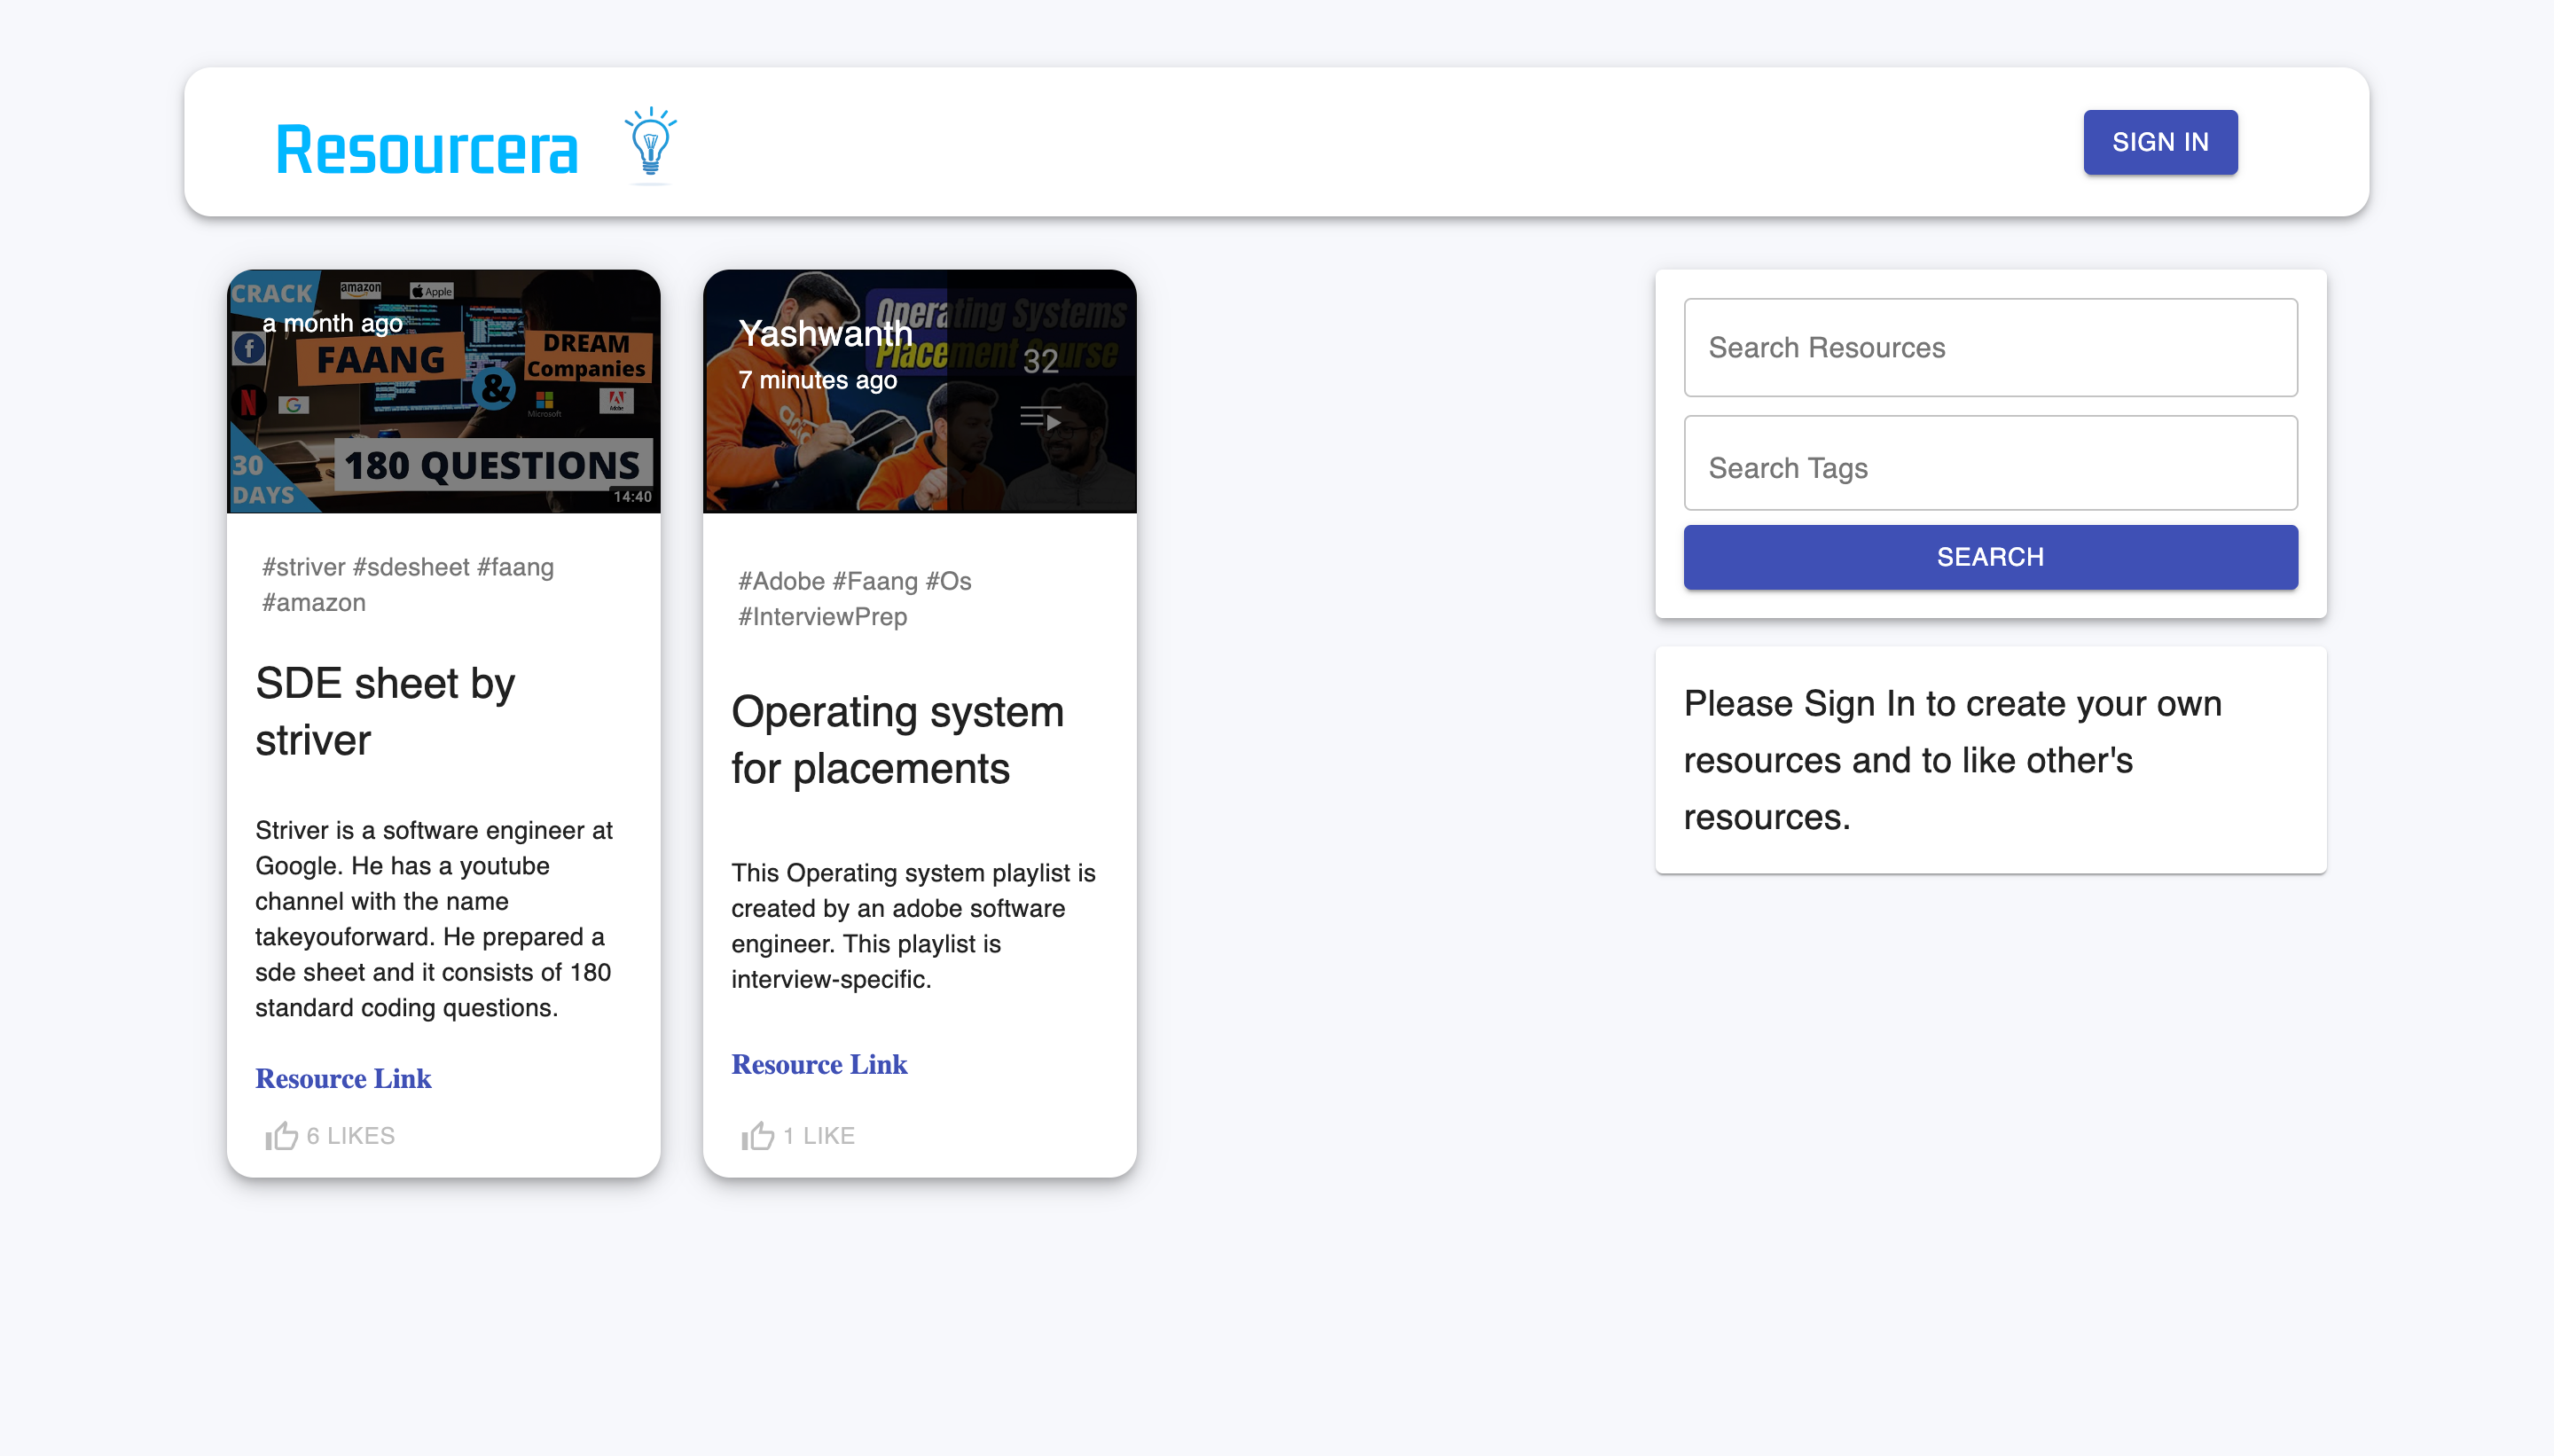 Resourcera
SIGN IN
CRACK
amazon
Apple
a month ago
f
FAANG
DREAM
Companies
&
N
G
Microsoft
Adobe
30
DAYS
180 QUESTIONS
14:40
#striver #sdesheet #faang
#amazon
SDE sheet by
striver
Striver is a software engineer at
Google. He has a youtube
channel with the name
takeyouforward. He prepared a
sde sheet and it consists of 180
standard coding questions.
Resource Link
6 LIKES
Operating Systems
Yashwanth
Placement Course
32
7 minutes ago
#Adobe #Faang #Os
#InterviewPrep
Operating system
for placements
This Operating system playlist is
created by an adobe software
engineer. This playlist is
interview-specific.
Resource Link
1 LIKE
Search Resources
Search Tags
SEARCH
Please Sign In to create your own
resources and to like other's
resources.